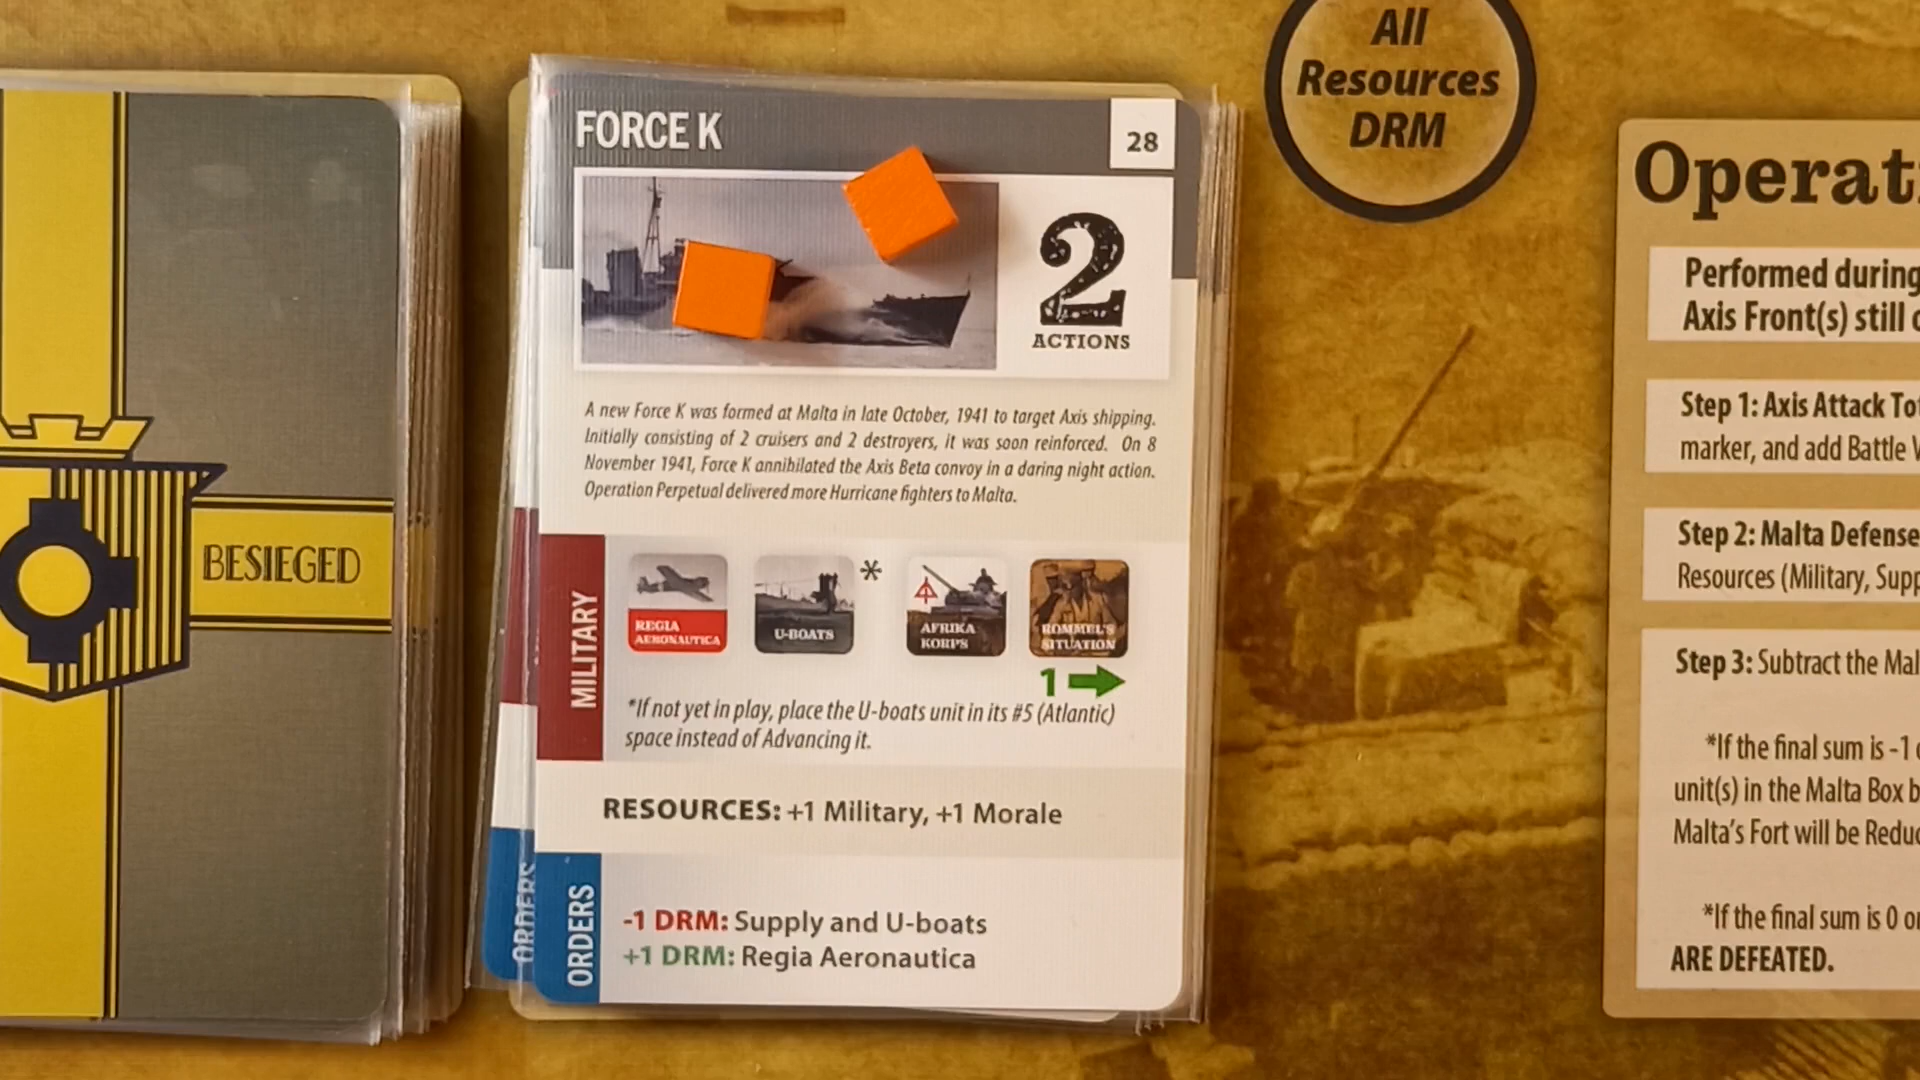 BESIEGED
FORCE K
28
2
ACTIONS
A new Force K was formed at Malta in late October, 1941 to target Axis shipping.
Initially consisting of 2 cruisers and 2 destroyers, it was soon reinforced. On 8
November 1941, Force K annihilated the Axis Beta convoy in a daring night action.
Operation Perpetual delivered more Hurricane fighters to Malta.
MILITARY
REGIA
AERONAUTICA
U-BOATS
*
AFRIKA
KORPS
ROMMEL'S
SITUATION
1
*If not yet in play, place the U-boats unit in its #5 (Atlantic)
space instead of Advancing it.
RESOURCES: +1 Military, +1 Morale
ORDERS
ORDERS
-1 DRM: Supply and U-boats
+1 DRM: Regia Aeronautica
All
Resources
DRM
Operati
Performed during
Axis Front(s) still
Step 1: Axis Attack
marker, and add Battle
Step 2: Malta Defense
Resources (Military,
Step 3: Subtract the
*If the final sum is -1
unit(s) in the Malta Box
Malta's Fort will be
*If the final sum is 0
ARE DEFEATED.